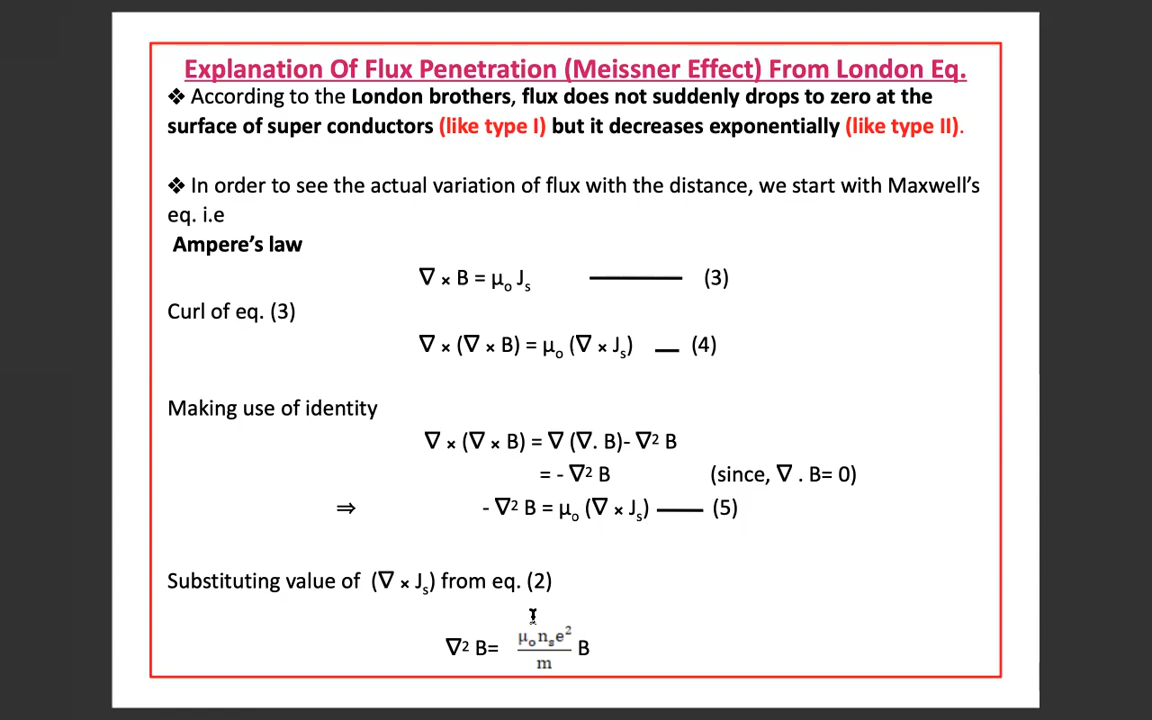 Explanation Of Flux Penetration (Meissner Effect) From London Eq.
❖ According to the London brothers, flux does not suddenly drops to zero at the
surface of super conductors (like type I) but it decreases exponentially (like type II).
❖ In order to see the actual variation of flux with the distance, we start with Maxwell’s
eq. i.e
Ampere’s law
∇ × B = µₒ Jₛ ——— (3)
Curl of eq. (3)
∇ × (∇ × B) = µₒ (∇ × Jₛ) — (4)
Making use of identity
∇ × (∇ × B) = ∇ (∇. B)- ∇² B
= - ∇² B (since, ∇ . B= 0)
⇒ - ∇² B = µₒ (∇ × Jₛ) —— (5)
Substituting value of (∇ × Jₛ) from eq. (2)
∇² B= µₒnₛe²/m B